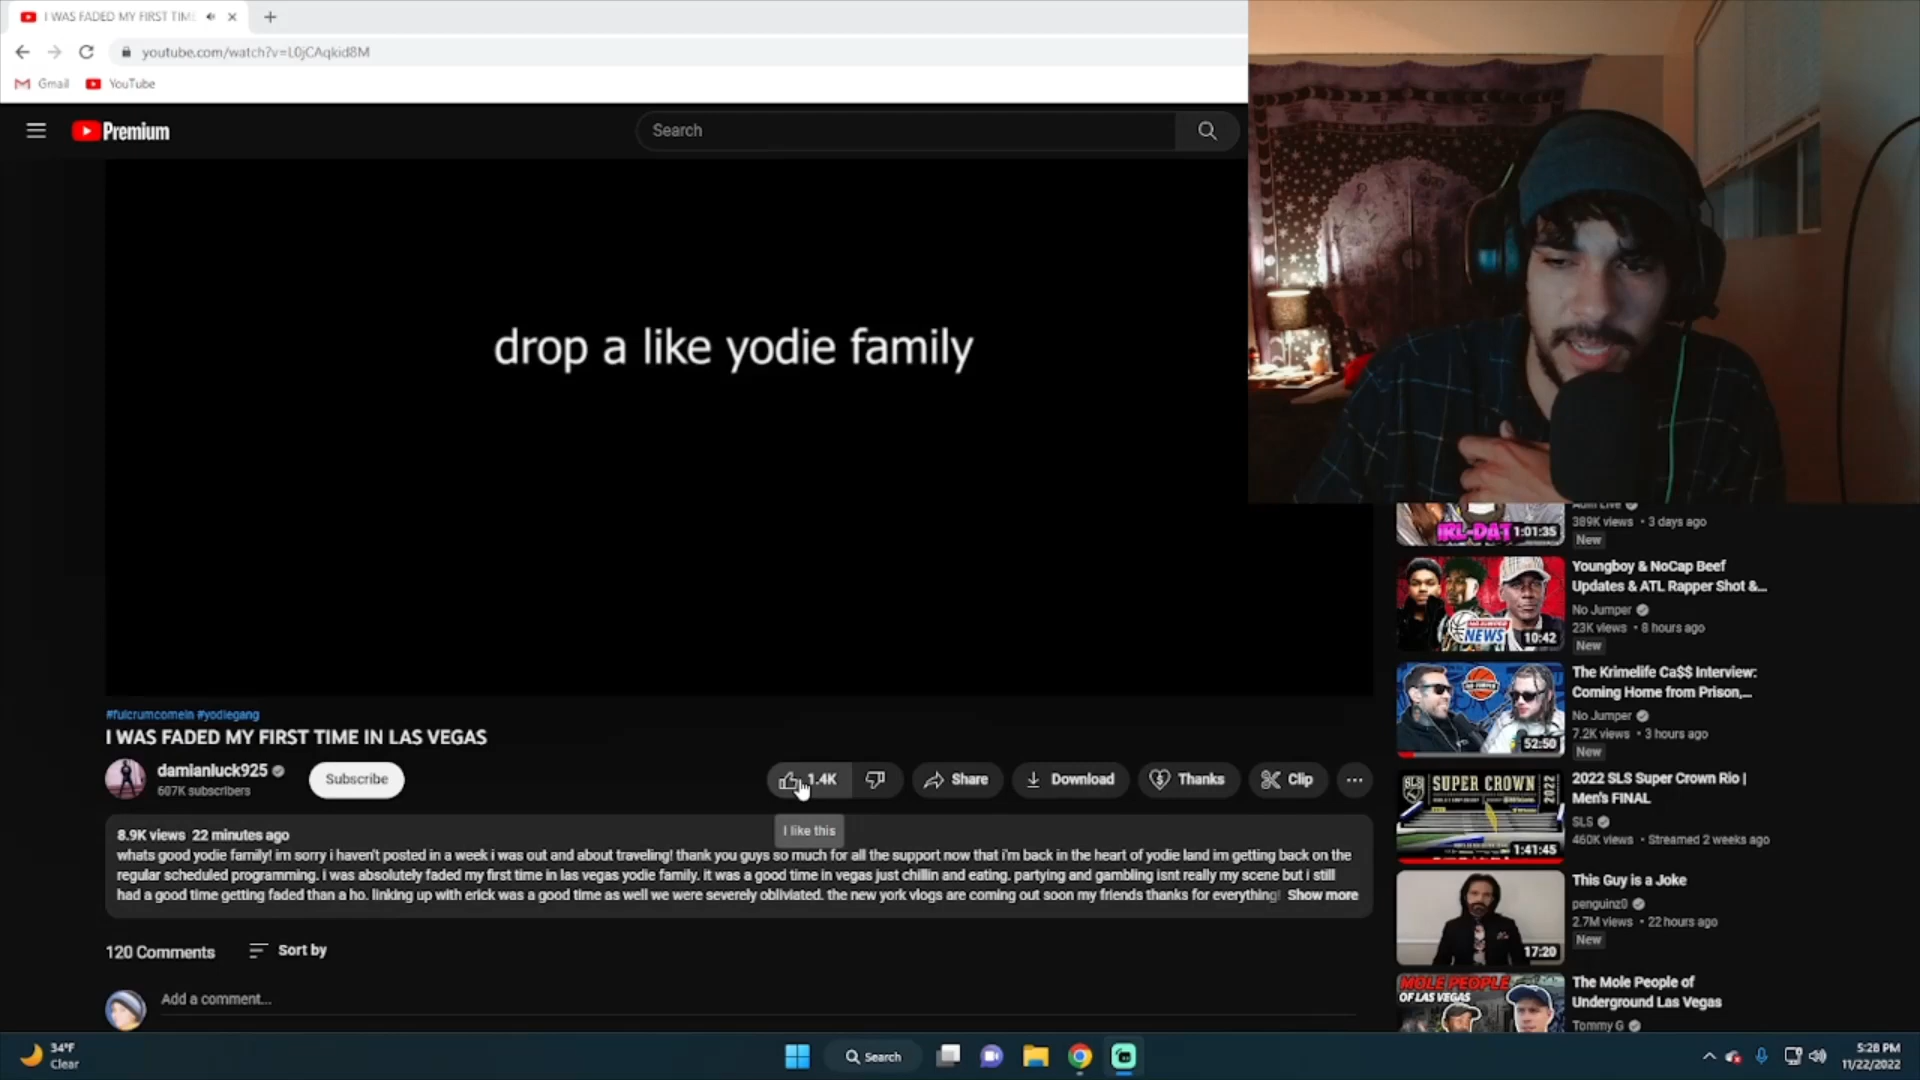 I WAS FADED MY FIRST TIM
youtube.com/watch?v=L0jCAqkid8M
Gmail
YouTube
Premium
Search
drop a like yodie family
#fulcrumcomein #yodiegang
I WAS FADED MY FIRST TIME IN LAS VEGAS
damianluck925
607K subscribers
Subscribe
1.4K
Share
Download
Thanks
Clip
I like this
8.9K views 22 minutes ago
whats good yodie family! im sorry i haven't posted in a week i was out and about traveling! thank you guys so much for all the support now that i'm back in the heart of yodie land im getting back on the
regular scheduled programming. i was absolutely faded my first time in las vegas yodie family. it was a good time in vegas just chillin and eating. partying and gambling isnt really my scene but i still
had a good time getting faded than a ho. linking up with erick was a good time as well we were severely obliviated. the new york vlogs are coming out soon my friends thanks for everything! Show more
120 Comments
Sort by
Add a comment...
IRL-DAT
1:01:35
389K views • 3 days ago
New
NEWS
10:42
Youngboy & NoCap Beef
Updates & ATL Rapper Shot &...
No Jumper
23K views • 8 hours ago
New
52:50
The Krimelife Ca$$ Interview:
Coming Home from Prison,...
No Jumper
7.2K views • 3 hours ago
New
SLS SUPER CROWN 2022
1:41:45
2022 SLS Super Crown Rio |
Men's FINAL
SLS
460K views • Streamed 2 weeks ago
17:20
This Guy is a Joke
penguinz0
2.7M views • 22 hours ago
New
MOLE PEOPLE
OF LAS VEGAS
The Mole People of
Underground Las Vegas
Tommy G
34°F
Clear
Search
5:28 PM
11/22/2022